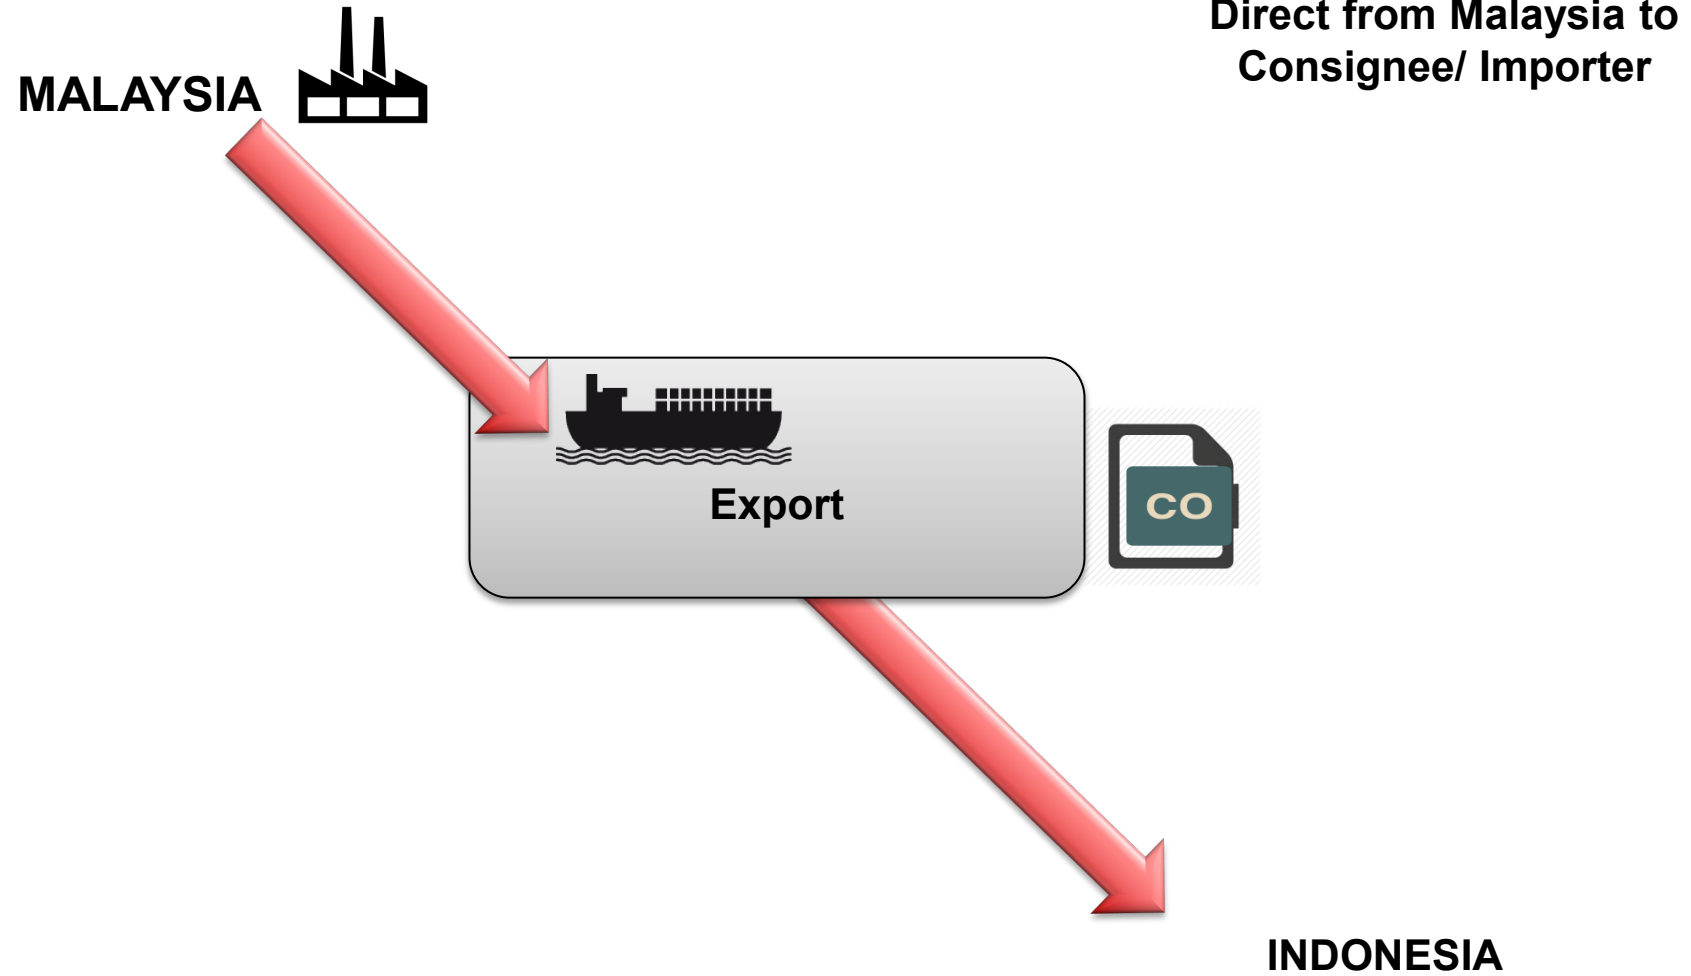 Direct from Malaysia to
Consignee/ Importer
MALAYSIA
Export
CO
INDONESIA